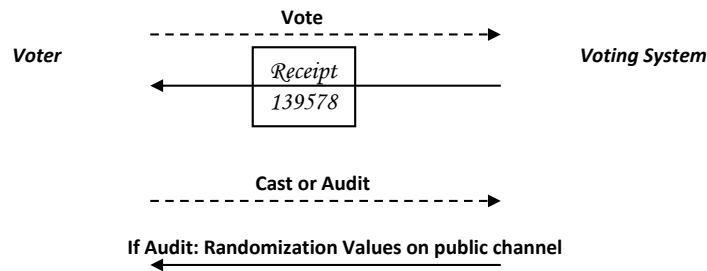 Vote
Voter
Voting System
Receipt
139578
Cast or Audit
If Audit: Randomization Values on public channel